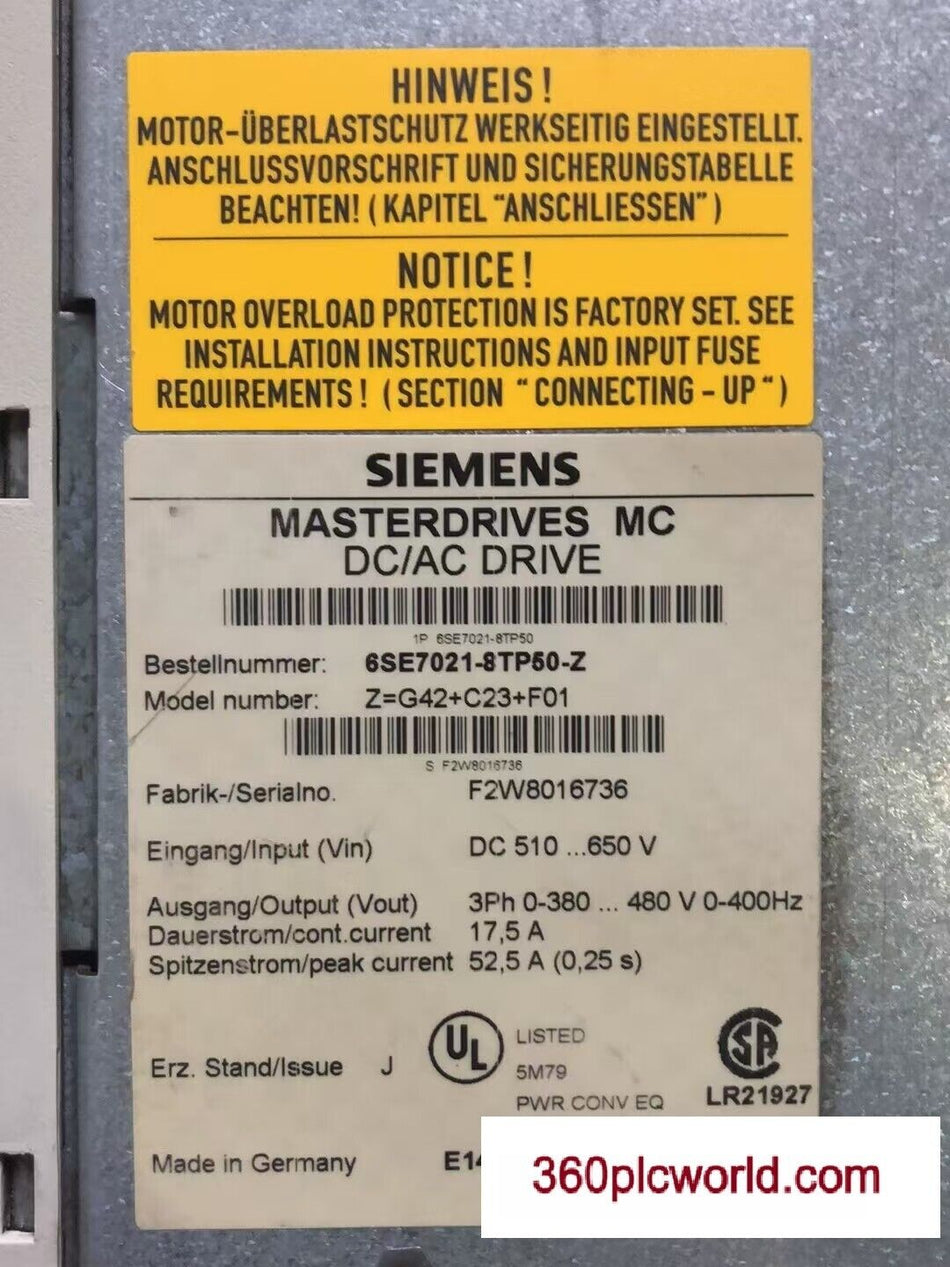 HINWEIS !
MOTOR-ÜBERLASTSCHUTZ WERKSEITIG EINGESTELLT.
ANSCHLUSSVORSCHRIFT UND SICHERUNGSTABELLE
BEACHTEN! ( KAPITEL "ANSCHLIESSEN" )
NOTICE !
MOTOR OVERLOAD PROTECTION IS FACTORY SET. SEE
INSTALLATION INSTRUCTIONS AND INPUT FUSE
REQUIREMENTS ! ( SECTION " CONNECTING - UP " )
SIEMENS
MASTERDRIVES MC
DC/AC DRIVE
1P 6SE7021-8TP50
Bestellnummer: 6SE7021-8TP50-Z
Model number: Z=G42+C23+F01
S F2W8016736
Fabrik-/Serialno. F2W8016736
Eingang/Input (Vin) DC 510 ...650 V
Ausgang/Output (Vout) 3Ph 0-380 ... 480 V 0-400Hz
Dauerstrom/cont.current 17,5 A
Spitzenstrom/peak current 52,5 A (0,25 s)
Erz. Stand/Issue J
UL LISTED
5M79
PWR CONV EQ
SA
LR21927
Made in Germany E14
360plcworld.com